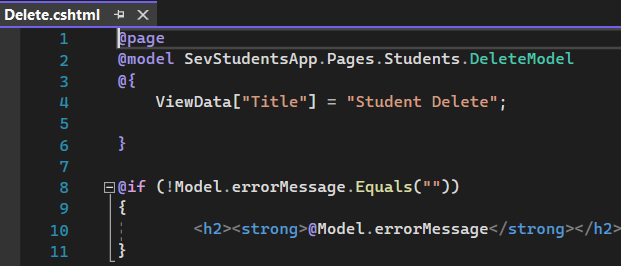 Delete.cshtml
1 @page
2 @model SevStudentsApp.Pages.Students.DeleteModel
3 @{
4 ViewData["Title"] = "Student Delete";
5
6 }
7
8 @if (!Model.errorMessage.Equals(""))
9 {
10 <h2><strong>@Model.errorMessage</strong></h2>
11 }